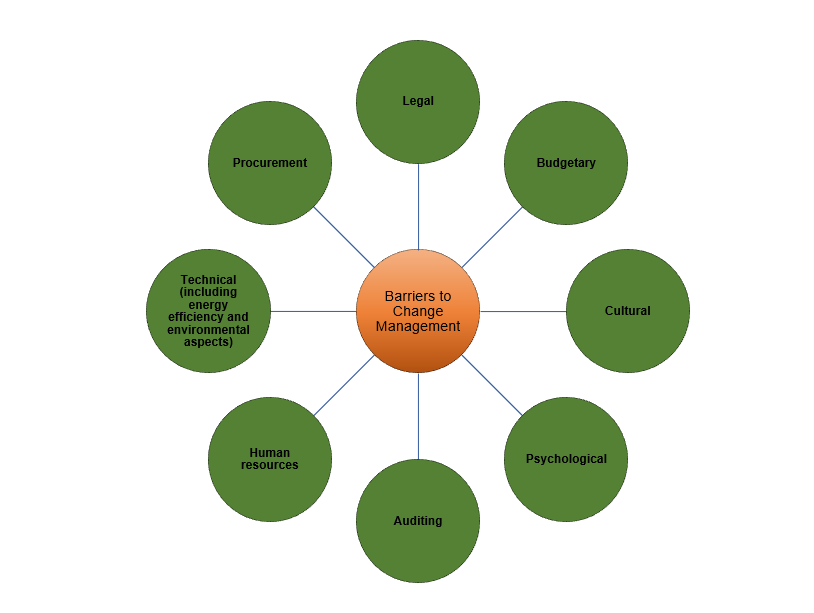 Legal
Procurement
Budgetary
Technical
(including
energy
efficiency and
environmental
aspects)
Barriers to
Change
Management
Cultural
Human
resources
Psychological
Auditing